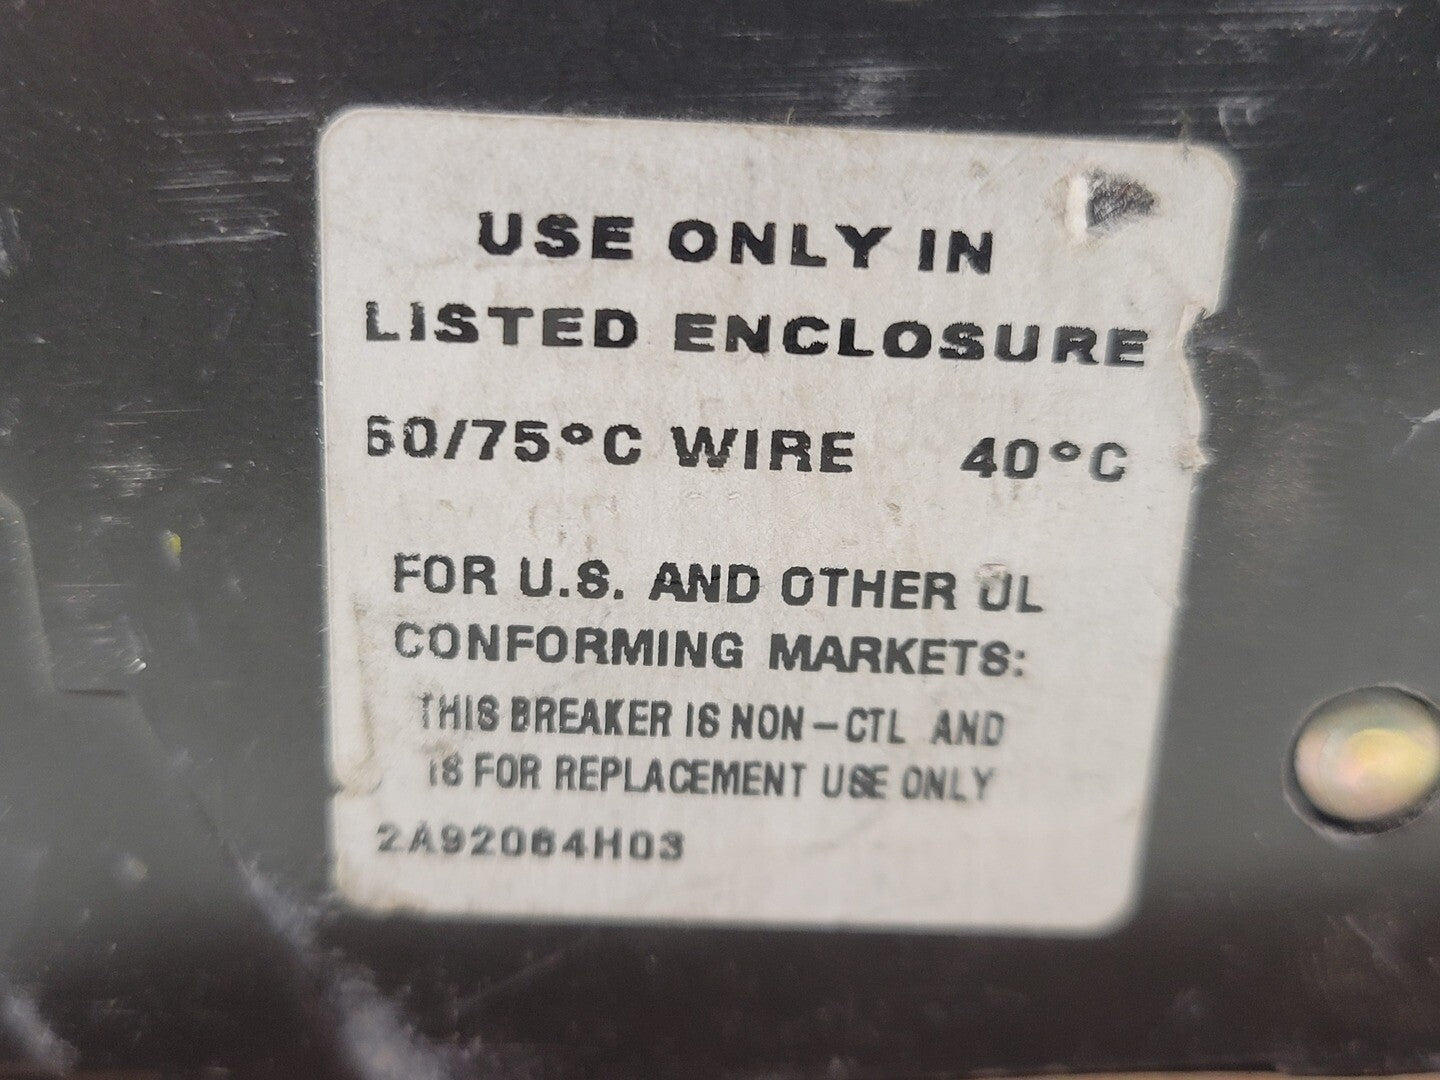 USE ONLY IN
LISTED ENCLOSURE
60/75°C WIRE 40°C
FOR U.S. AND OTHER UL
CONFORMING MARKETS:
THIS BREAKER IS NON-CTL AND
IS FOR REPLACEMENT USE ONLY
2A92064H03